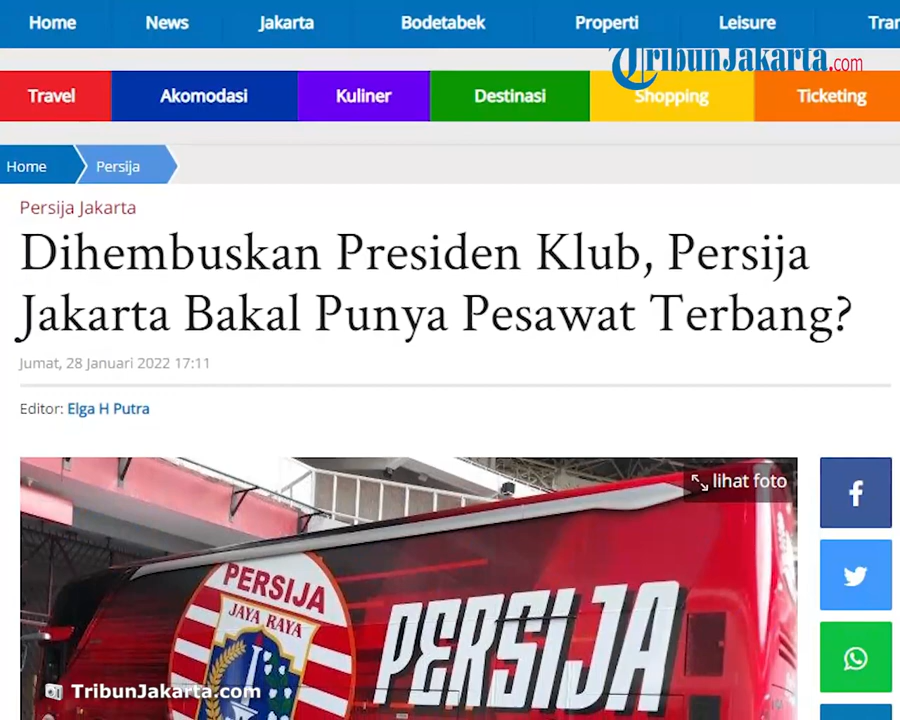 Home News Jakarta Bodetabek Properti Leisure
TribunJakarta.com
Travel Akomodasi Kuliner Destinasi Shopping Ticketing
Home Persija
Persija Jakarta
Dihembuskan Presiden Klub, Persija
Jakarta Bakal Punya Pesawat Terbang?
Jumat, 28 Januari 2022 17:11
Editor: Elga H Putra
lihat foto
PERSIJA
JAYA RAYA
PERSIJA
TribunJakarta.com